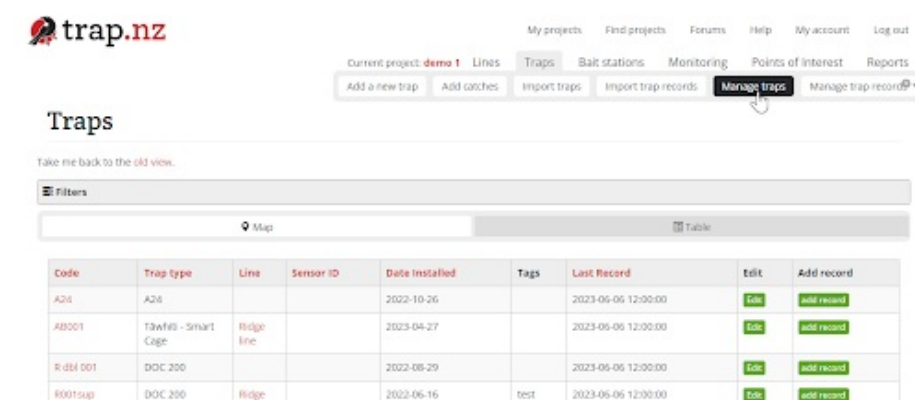 trap.nz
My projects Find projects Forums Help My account Log out
Current project: demo 1 Lines Traps Bait stations Monitoring Points of Interest Reports
Add a new trap Add catches Import traps Import trap records Manage traps Manage trap records
Traps
Take me back to the old view.
Filters
Map Table
Code Trap type Line Sensor ID Date Installed Tags Last Record Edit Add record
A24 A24 2022-10-26 2023-06-06 12:00:00 Edit add record
AB001 Tāwhiti - Smart Cage Ridge line 2023-04-27 2023-06-06 12:00:00 Edit add record
R dbl 001 DOC 200 2022-08-29 2023-06-06 12:00:00 Edit add record
R001sup DOC 200 Ridge 2022-06-16 test 2023-06-06 12:00:00 Edit add record